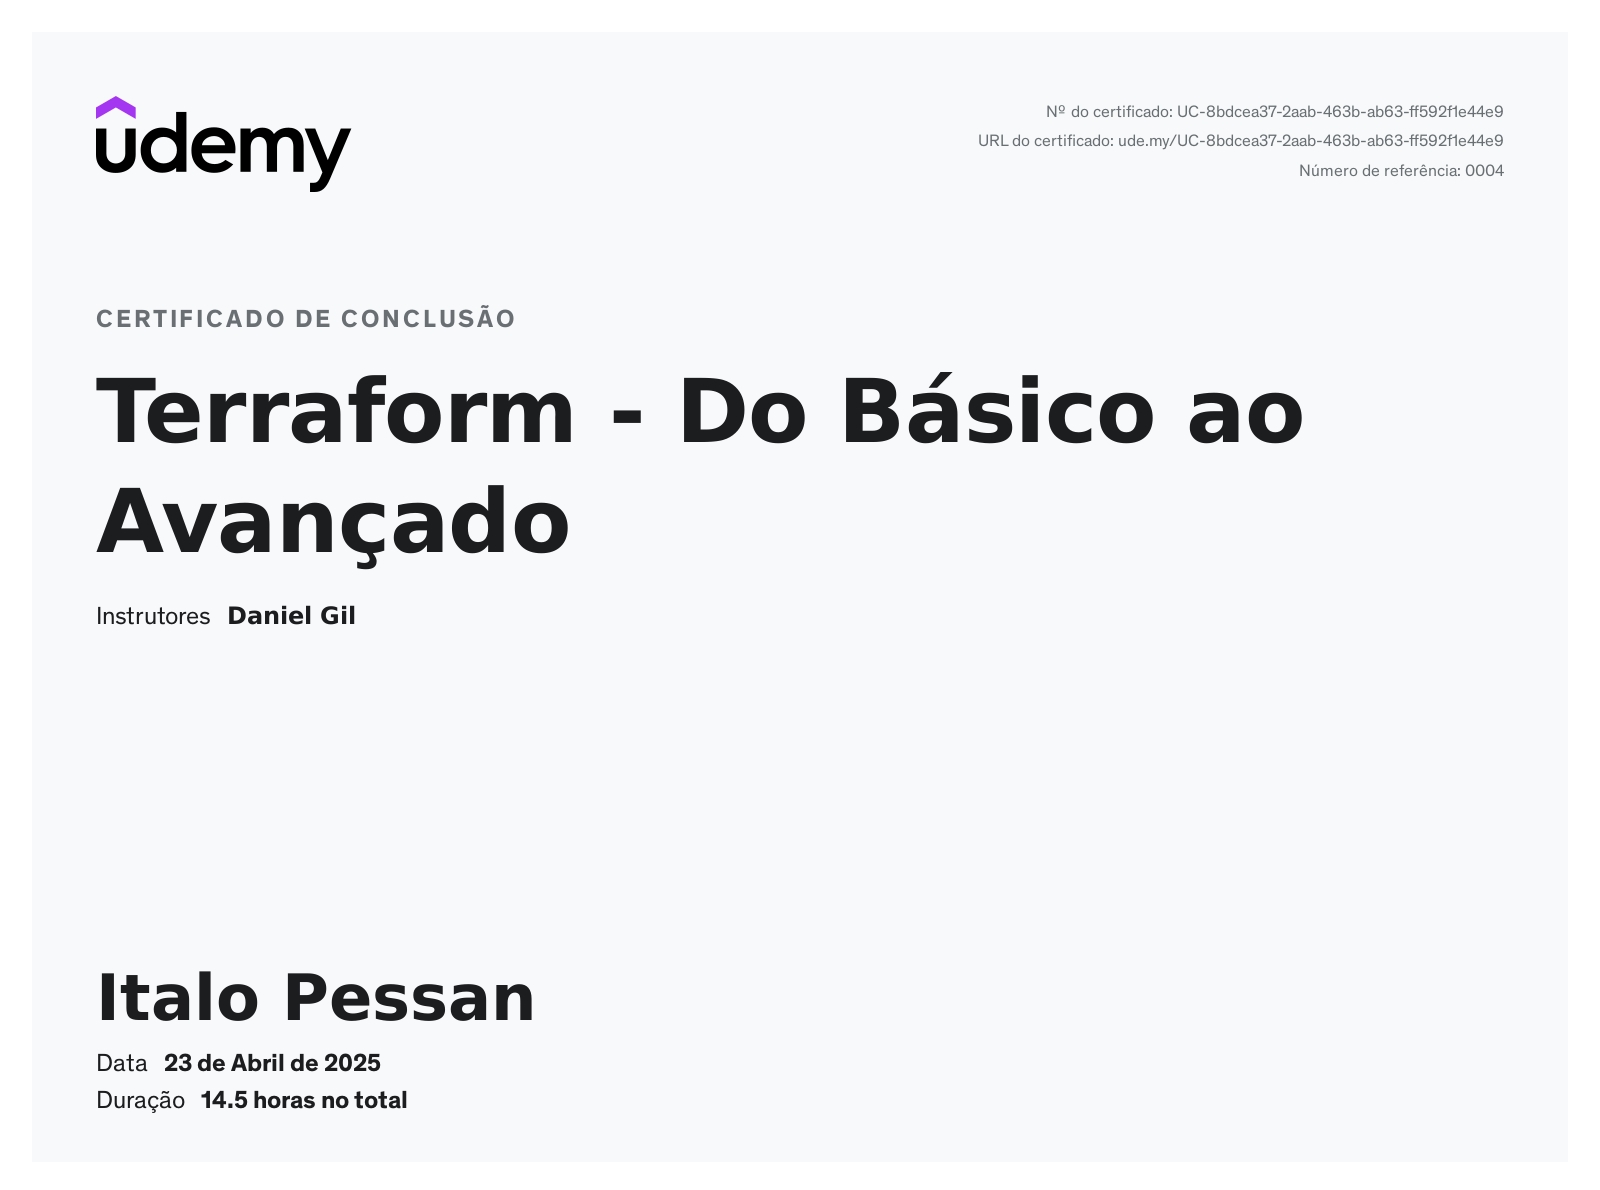 udemy
Nº do certificado: UC-8bdcea37-2aab-463b-ab63-ff592f1e44e9
URL do certificado: ude.my/UC-8bdcea37-2aab-463b-ab63-ff592f1e44e9
Número de referência: 0004
CERTIFICADO DE CONCLUSÃO
Terraform - Do Básico ao
Avançado
Instrutores Daniel Gil
Italo Pessan
Data 23 de Abril de 2025
Duração 14.5 horas no total